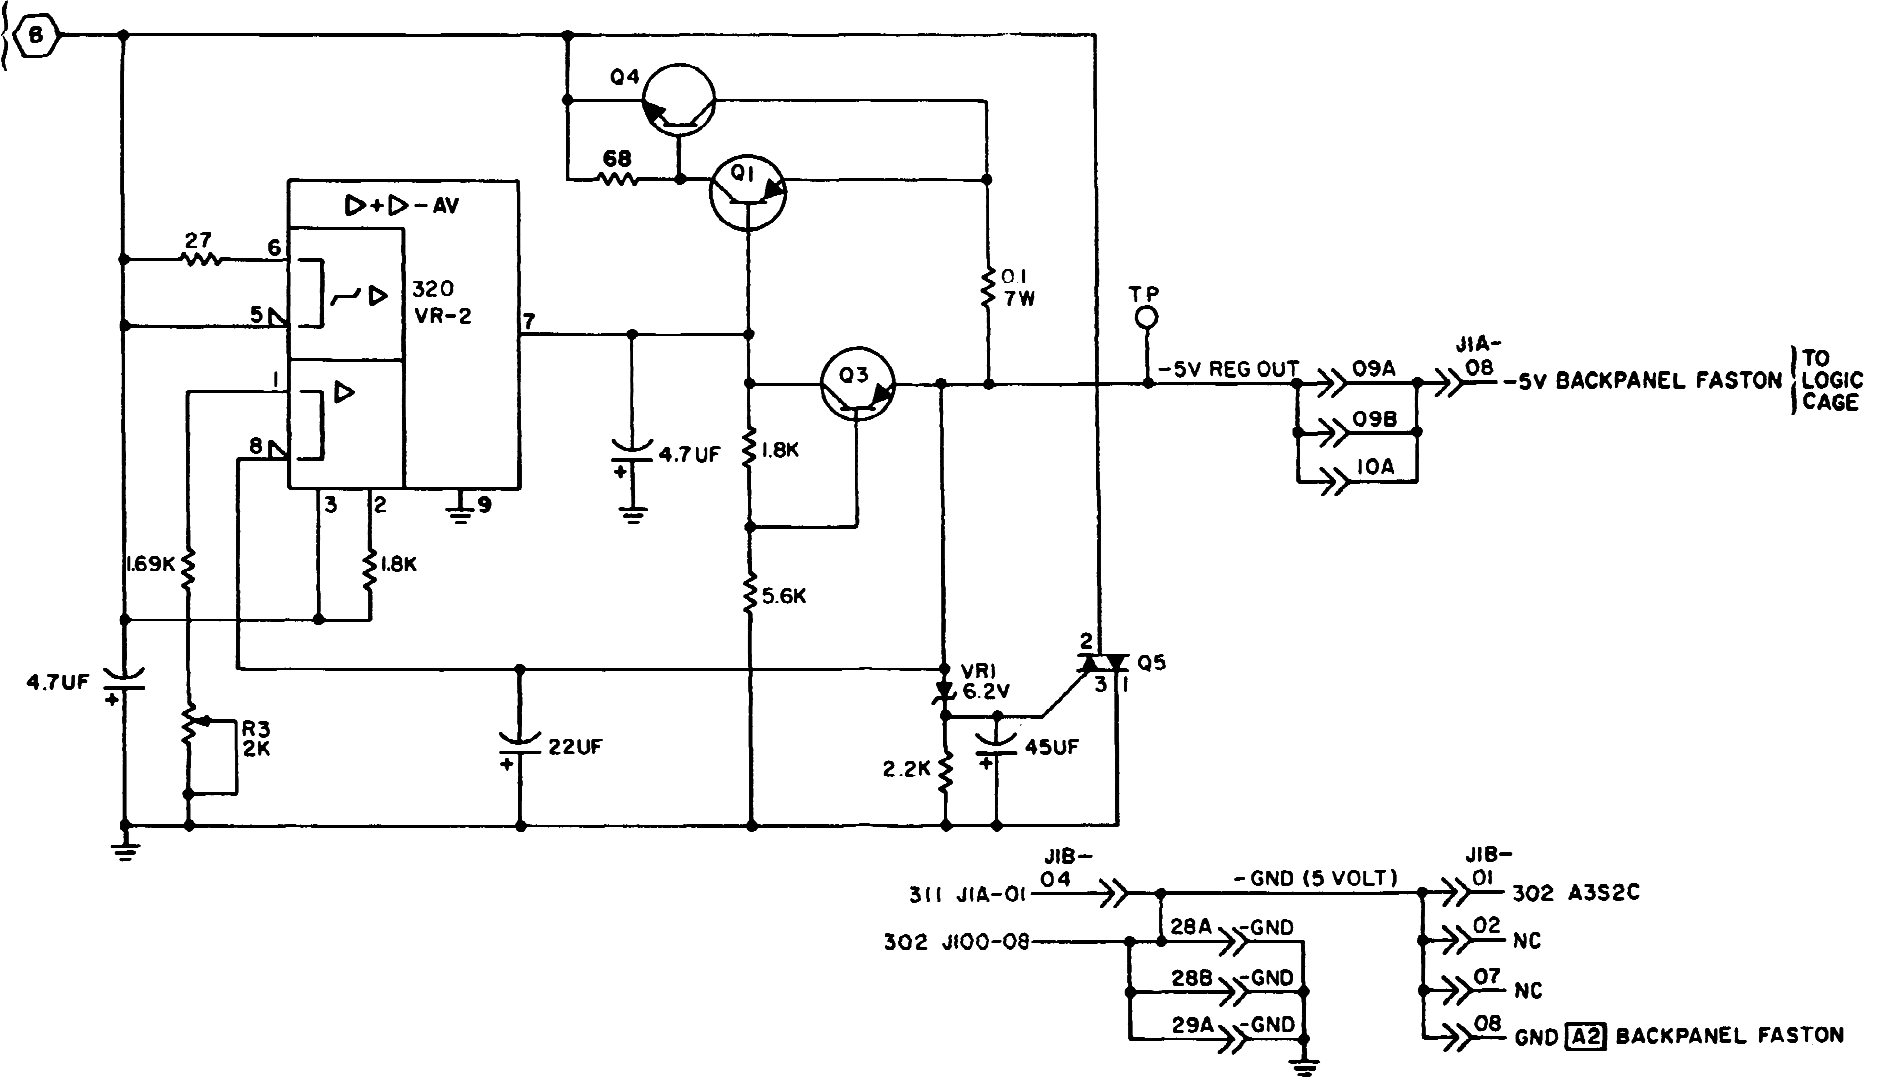 6
Q4
68
Q1
▷+▷-AV
27
6
320
VR-2
5
7
0.1
7W
TP
1
Q3
-5V REG OUT
09A
J1A-
08
-5V BACKPANEL FASTON
TO
LOGIC
CAGE
09B
10A
8
4.7UF
+
1.8K
3
2
9
1.69K
1.8K
5.6K
4.7UF
+
R3
2K
22UF
+
VR1
6.2V
2
Q5
3
1
2.2K
45UF
+
J1B-
04
311 J1A-01
-GND (5 VOLT)
J1B-
01
302 A3S2C
302 J100-08
28A
-GND
02
NC
28B
-GND
07
NC
29A
-GND
08
GND A2 BACKPANEL FASTON